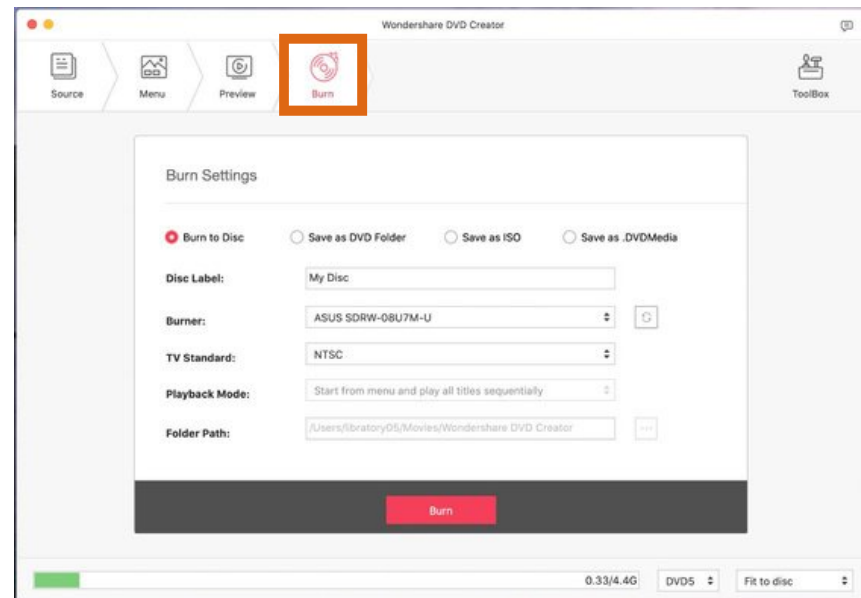 Wondershare DVD Creator
Source Menu Preview Burn ToolBox
Burn Settings
Burn to Disc Save as DVD Folder Save as ISO Save as .DVDMedia
Disc Label: My Disc
Burner: ASUS SDRW-08U7M-U
TV Standard: NTSC
Playback Mode: Start from menu and play all titles sequentially
Folder Path: /Users/libratory05/Movies/Wondershare DVD Creator
Burn
0.33/4.4G DVD5 Fit to disc